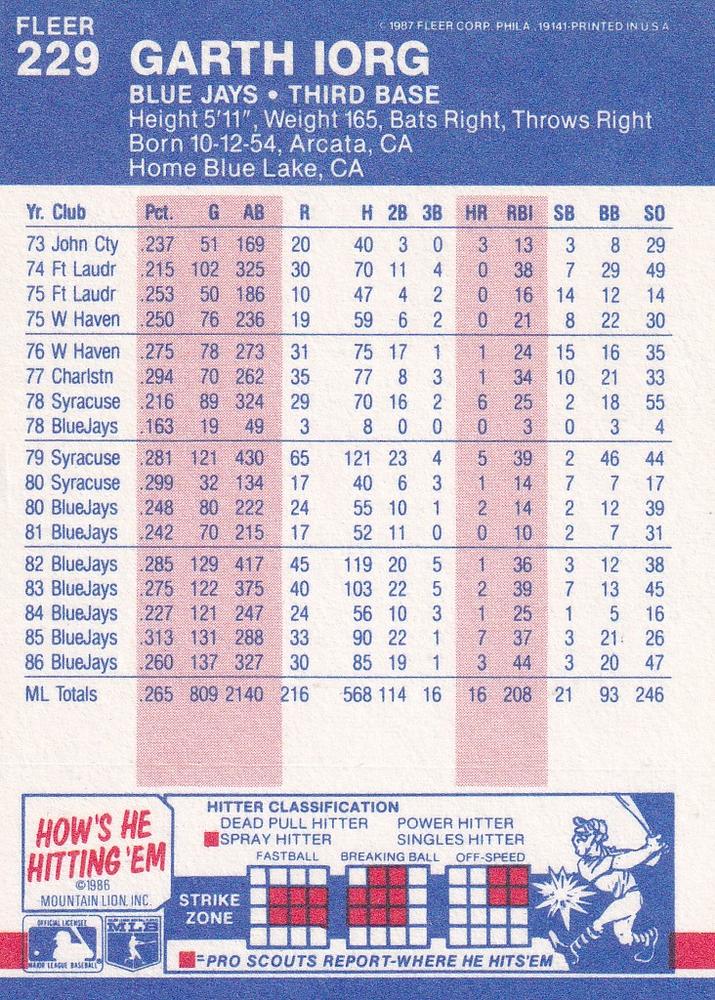 FLEER
© 1987 FLEER CORP. PHILA., 19141-PRINTED IN U.S.A.
229 GARTH IORG
BLUE JAYS • THIRD BASE
Height 5'11", Weight 165, Bats Right, Throws Right
Born 10-12-54, Arcata, CA
Home Blue Lake, CA
Yr. Club Pct. G AB R H 2B 3B HR RBI SB BB SO
73 John Cty .237 51 169 20 40 3 0 3 13 3 8 29
74 Ft Laudr .215 102 325 30 70 11 4 0 38 7 29 49
75 Ft Laudr .253 50 186 10 47 4 2 0 16 14 12 14
75 W Haven .250 76 236 19 59 6 2 0 21 8 22 30
76 W Haven .275 78 273 31 75 17 1 1 24 15 16 35
77 Charlstn .294 70 262 35 77 8 3 1 34 10 21 33
78 Syracuse .216 89 324 29 70 16 2 6 25 2 18 55
78 BlueJays .163 19 49 3 8 0 0 0 3 0 3 4
79 Syracuse .281 121 430 65 121 23 4 5 39 2 46 44
80 Syracuse .299 32 134 17 40 6 3 1 14 7 7 17
80 BlueJays .248 80 222 24 55 10 1 2 14 2 12 39
81 BlueJays .242 70 215 17 52 11 0 0 10 2 7 31
82 BlueJays .285 129 417 45 119 20 5 1 36 3 12 38
83 BlueJays .275 122 375 40 103 22 5 2 39 7 13 45
84 BlueJays .227 121 247 24 56 10 3 1 25 1 5 16
85 BlueJays .313 131 288 33 90 22 1 7 37 3 21 26
86 BlueJays .260 137 327 30 85 19 1 3 44 3 20 47
ML Totals .265 809 2140 216 568 114 16 16 208 21 93 246
HOW'S HE
HITTING 'EM
©1986
MOUNTAIN LION, INC.
HITTER CLASSIFICATION
DEAD PULL HITTER POWER HITTER
SPRAY HITTER SINGLES HITTER
FASTBALL BREAKING BALL OFF-SPEED
STRIKE
ZONE
=PRO SCOUTS REPORT-WHERE HE HITS 'EM
OFFICIAL LICENSEE
MAJOR LEAGUE BASEBALL
MLB